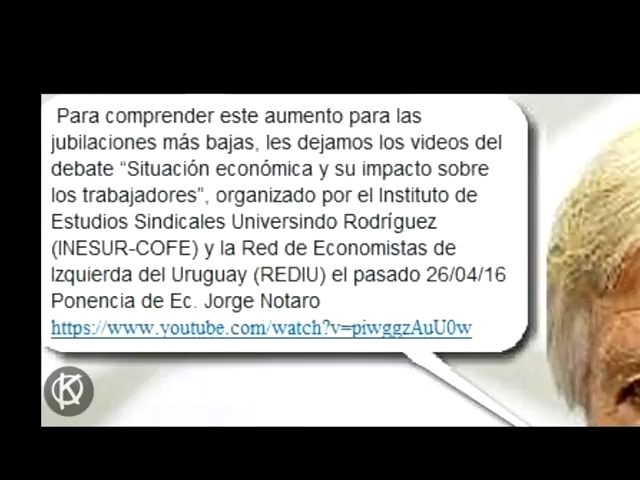 Para comprender este aumento para las
jubilaciones más bajas, les dejamos los videos del
debate “Situación económica y su impacto sobre
los trabajadores”, organizado por el Instituto de
Estudios Sindicales Universindo Rodríguez
(INESUR-COFE) y la Red de Economistas de
Izquierda del Uruguay (REDIU) el pasado 26/04/16
Ponencia de Ec. Jorge Notaro
https://www.youtube.com/watch?v=piwggzAuU0w